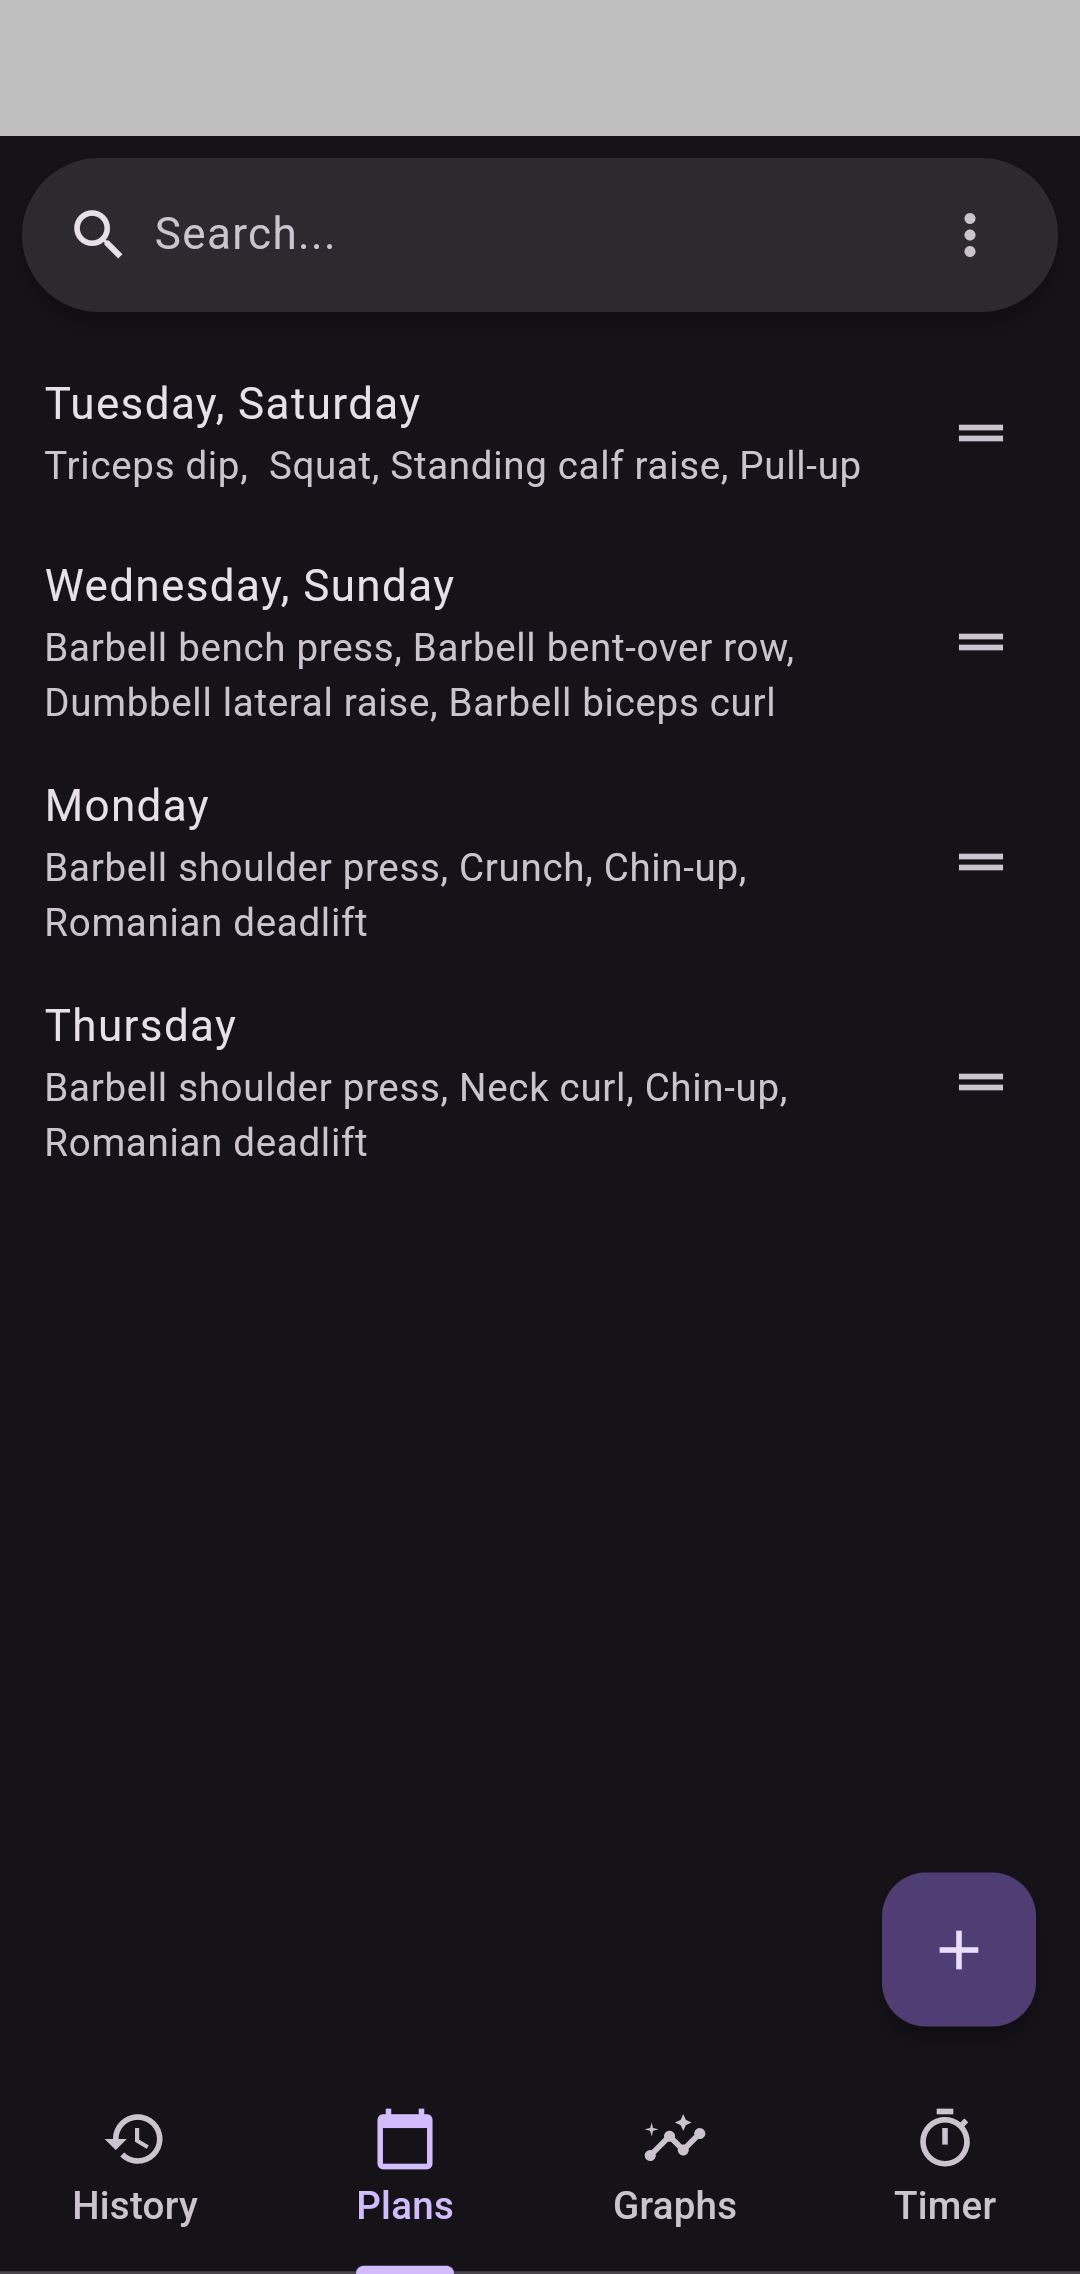 Search...
Tuesday, Saturday
Triceps dip,  Squat, Standing calf raise, Pull-up
Wednesday, Sunday
Barbell bench press, Barbell bent-over row,
Dumbbell lateral raise, Barbell biceps curl
Monday
Barbell shoulder press, Crunch, Chin-up,
Romanian deadlift
Thursday
Barbell shoulder press, Neck curl, Chin-up,
Romanian deadlift
History
Plans
Graphs
Timer